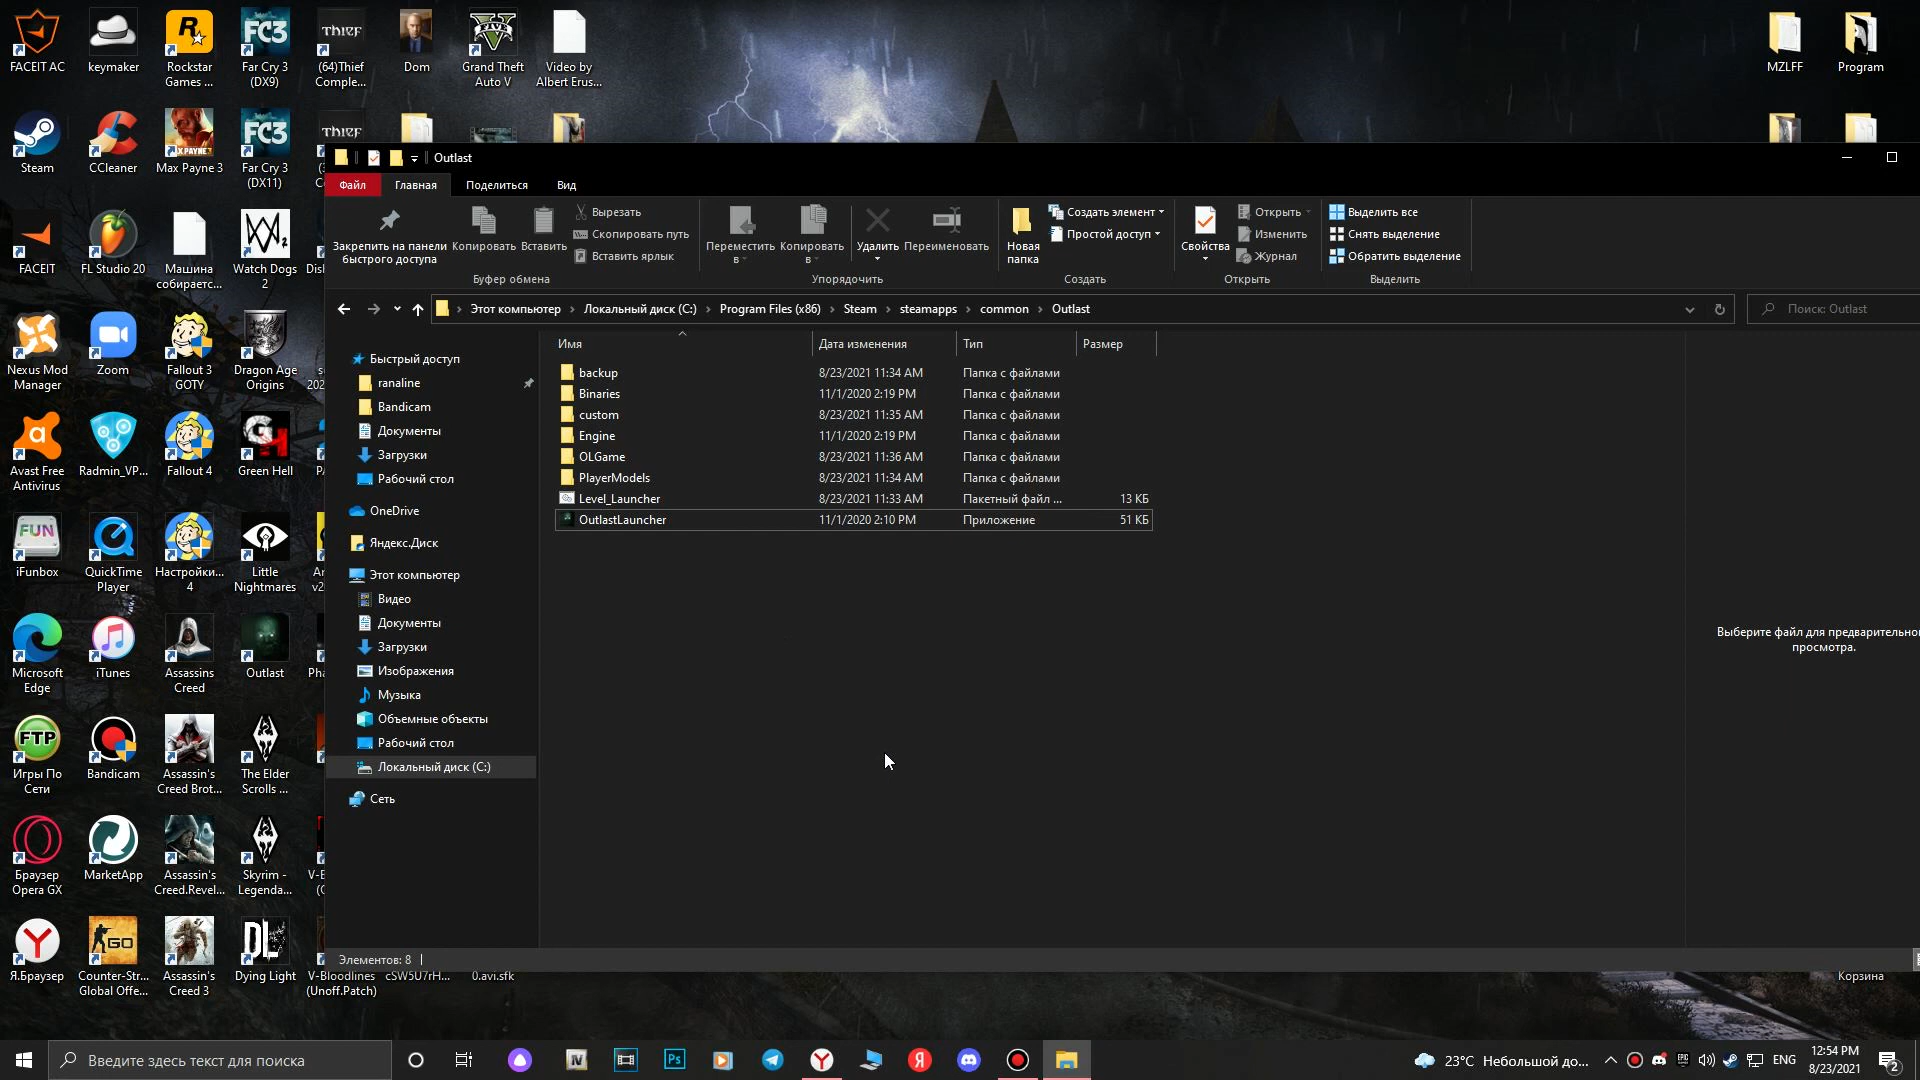 FACEIT AC
keymaker
Rockstar
Games ...
Far Cry 3
(DX9)
(64)Thief
Comple...
Dom
Grand Theft
Auto V
Video by
Albert Erus...
MZLFF
Program
Steam
CCleaner
Max Payne 3
Far Cry 3
(DX11)
FACEIT
FL Studio 20
Машина
собираетс...
Watch Dogs
2
Nexus Mod
Manager
Zoom
Fallout 3
GOTY
Dragon Age
Origins
Avast Free
Antivirus
Radmin_VP...
Fallout 4
Green Hell
iFunbox
QuickTime
Player
Настройки...
4
Little
Nightmares
Microsoft
Edge
iTunes
Assassins
Creed
Outlast
Игры По
Сети
Bandicam
Assassin's
Creed Brot...
The Elder
Scrolls ...
Браузер
Opera GX
MarketApp
Assassin's
Creed.Revel...
Skyrim -
Legenda...
Я.Браузер
Counter-Str...
Global Offe...
Assassin's
Creed 3
Dying Light
V-Bloodlines
(Unoff.Patch)
cSW5U7rH...
0.avi.sfk
Корзина
Outlast
Файл
Главная
Поделиться
Вид
Закрепить на панели
быстрого доступа
Копировать
Вставить
Вырезать
Скопировать путь
Вставить ярлык
Буфер обмена
Переместить
в
Копировать
в
Удалить
Переименовать
Упорядочить
Новая
папка
Создать элемент
Простой доступ
Создать
Свойства
Открыть
Изменить
Журнал
Открыть
Выделить все
Снять выделение
Обратить выделение
Выделить
Этот компьютер
Локальный диск (C:)
Program Files (x86)
Steam
steamapps
common
Outlast
Поиск: Outlast
Имя
Дата изменения
Тип
Размер
backup 8/23/2021 11:34 AM Папка с файлами
Binaries 11/1/2020 2:19 PM Папка с файлами
custom 8/23/2021 11:35 AM Папка с файлами
Engine 11/1/2020 2:19 PM Папка с файлами
OLGame 8/23/2021 11:36 AM Папка с файлами
PlayerModels 8/23/2021 11:34 AM Папка с файлами
Level_Launcher 8/23/2021 11:33 AM Пакетный файл ... 13 КБ
OutlastLauncher 11/1/2020 2:10 PM Приложение 51 КБ
Быстрый доступ
ranaline
Bandicam
Документы
Загрузки
Рабочий стол
OneDrive
Яндекс.Диск
Этот компьютер
Видео
Документы
Загрузки
Изображения
Музыка
Объемные объекты
Рабочий стол
Локальный диск (C:)
Сеть
Выберите файл для предварительног
просмотра.
Элементов: 8
Введите здесь текст для поиска
23°C Небольшой до...
ENG
12:54 PM
8/23/2021
2